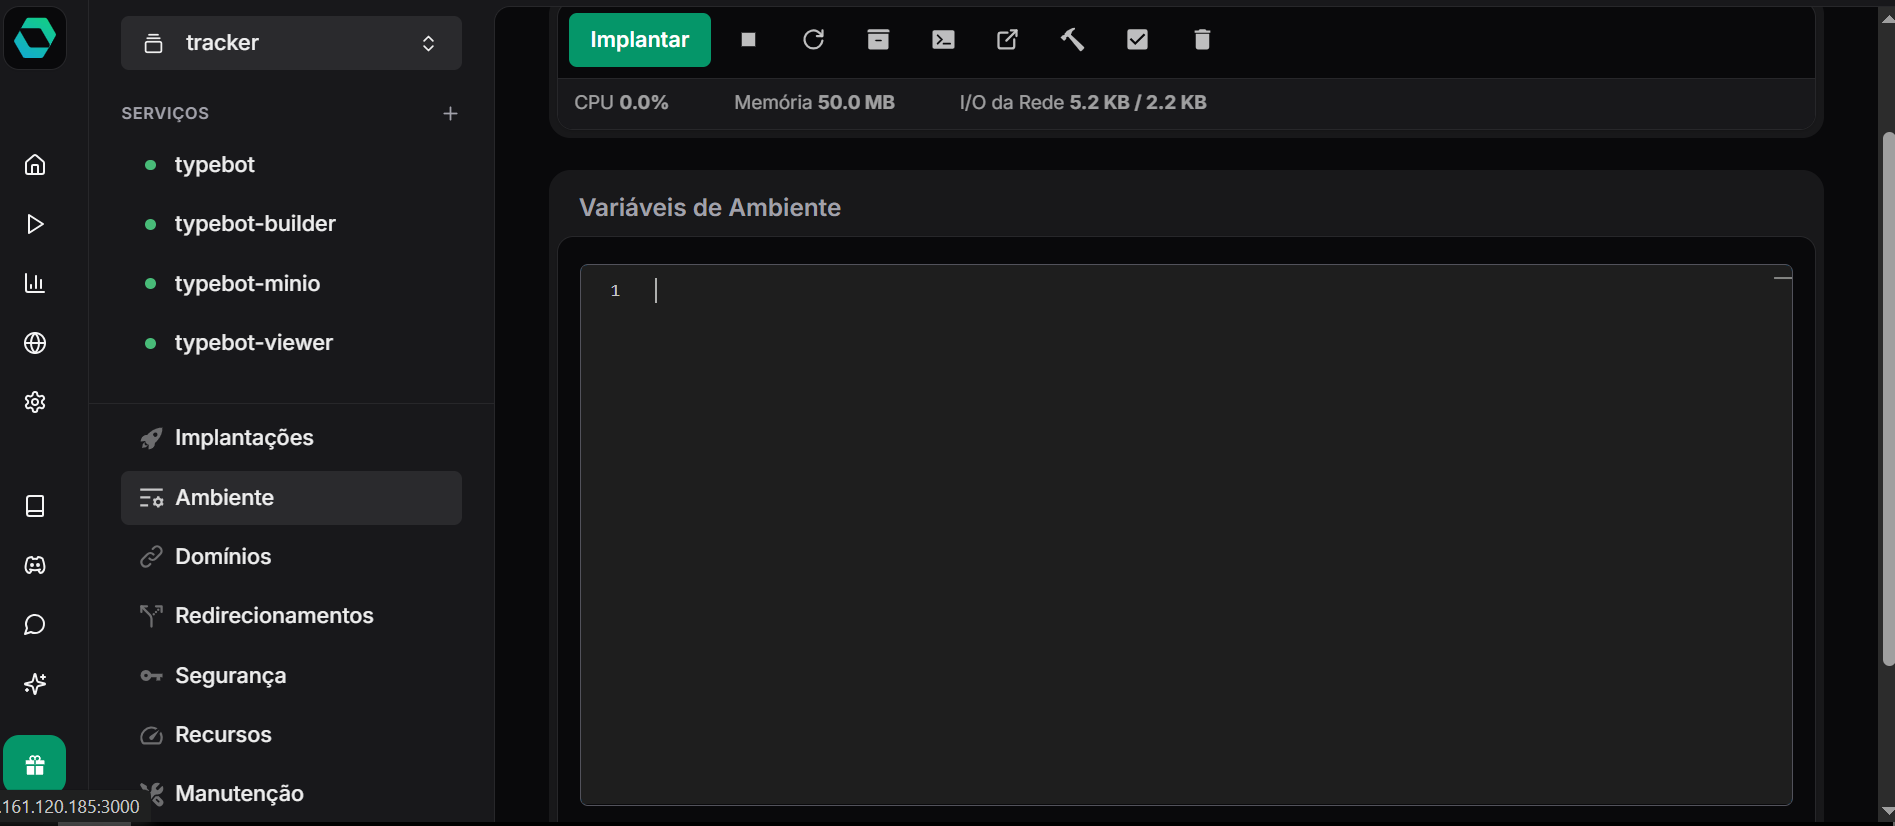 tracker
SERVIÇOS
typebot
typebot-builder
typebot-minio
typebot-viewer
Implantações
Ambiente
Domínios
Redirecionamentos
Segurança
Recursos
Manutenção
.161.120.185:3000
Implantar
CPU 0.0%
Memória 50.0 MB
I/O da Rede 5.2 KB / 2.2 KB
Variáveis de Ambiente
1